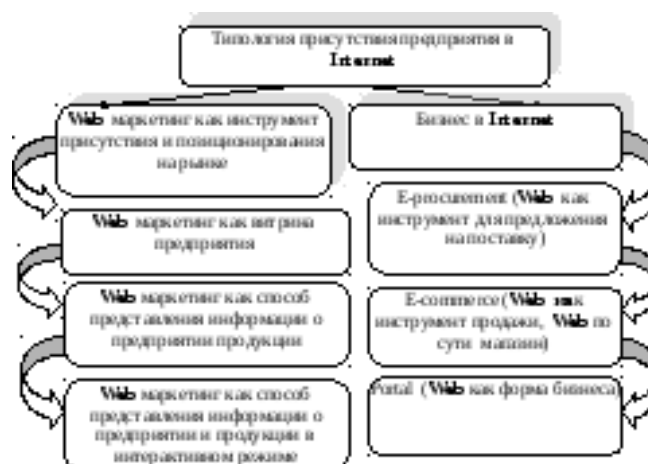 Типология присутствия предприятия в
Internet
Web маркетинг как инструмент
присутствия и позиционирования
на рынке
Web маркетинг как витрина
предприятия
Web маркетинг как способ
представления информации о
предприятии продукции
Web маркетинг как способ
представления информации о
предприятии и продукции в
интерактивном режиме
Бизнес в Internet
E-procurement (Web как
инструмент для предложения
на поставку)
E-commerce (Web как
инструмент продажи, Web по
сути магазин)
Portal (Web как форма бизнеса)